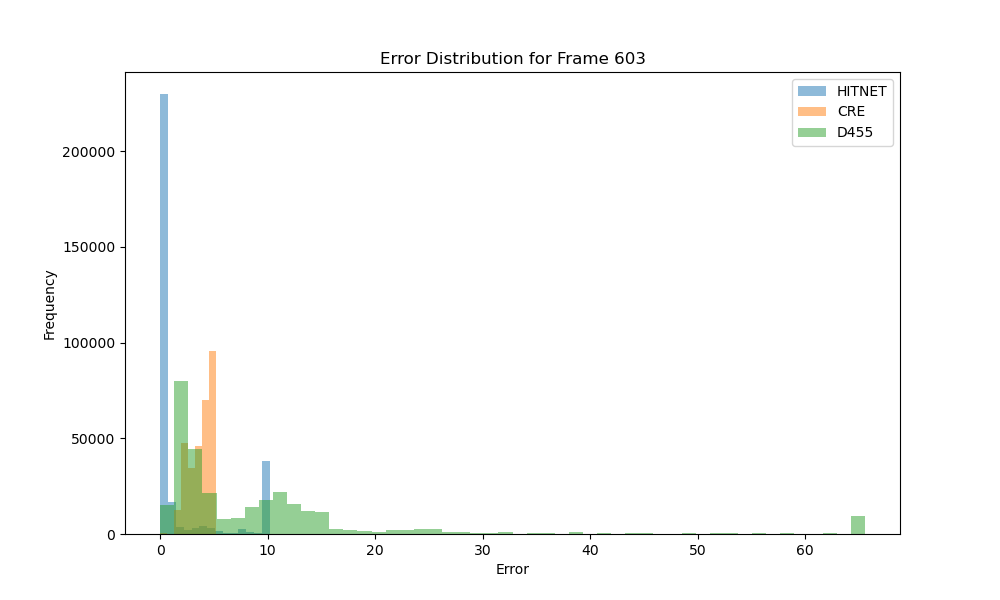 Error Distribution for Frame 603
HITNET
CRE
D455
200000
150000
100000
50000
0
Frequency
0 10 20 30 40 50 60
Error